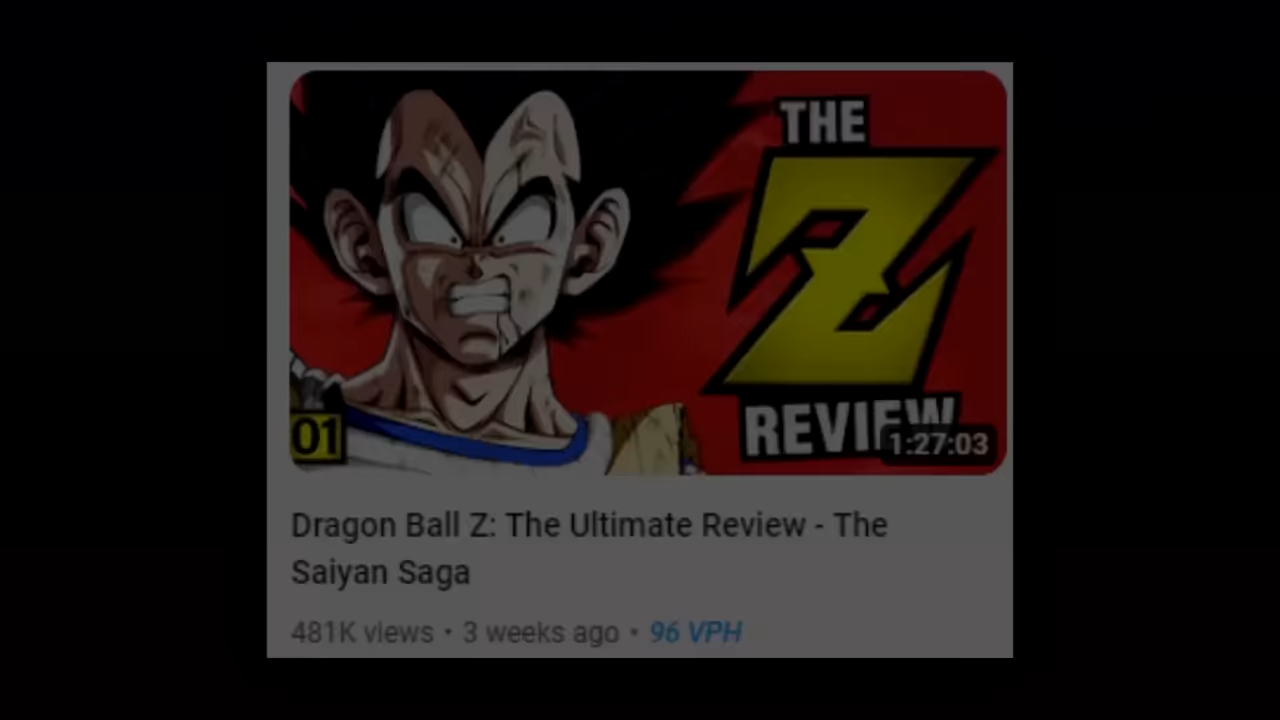 THE
Z
REVIEW
01
1:27:03
Dragon Ball Z: The Ultimate Review - The
Saiyan Saga
481K views • 3 weeks ago • 96 VPH